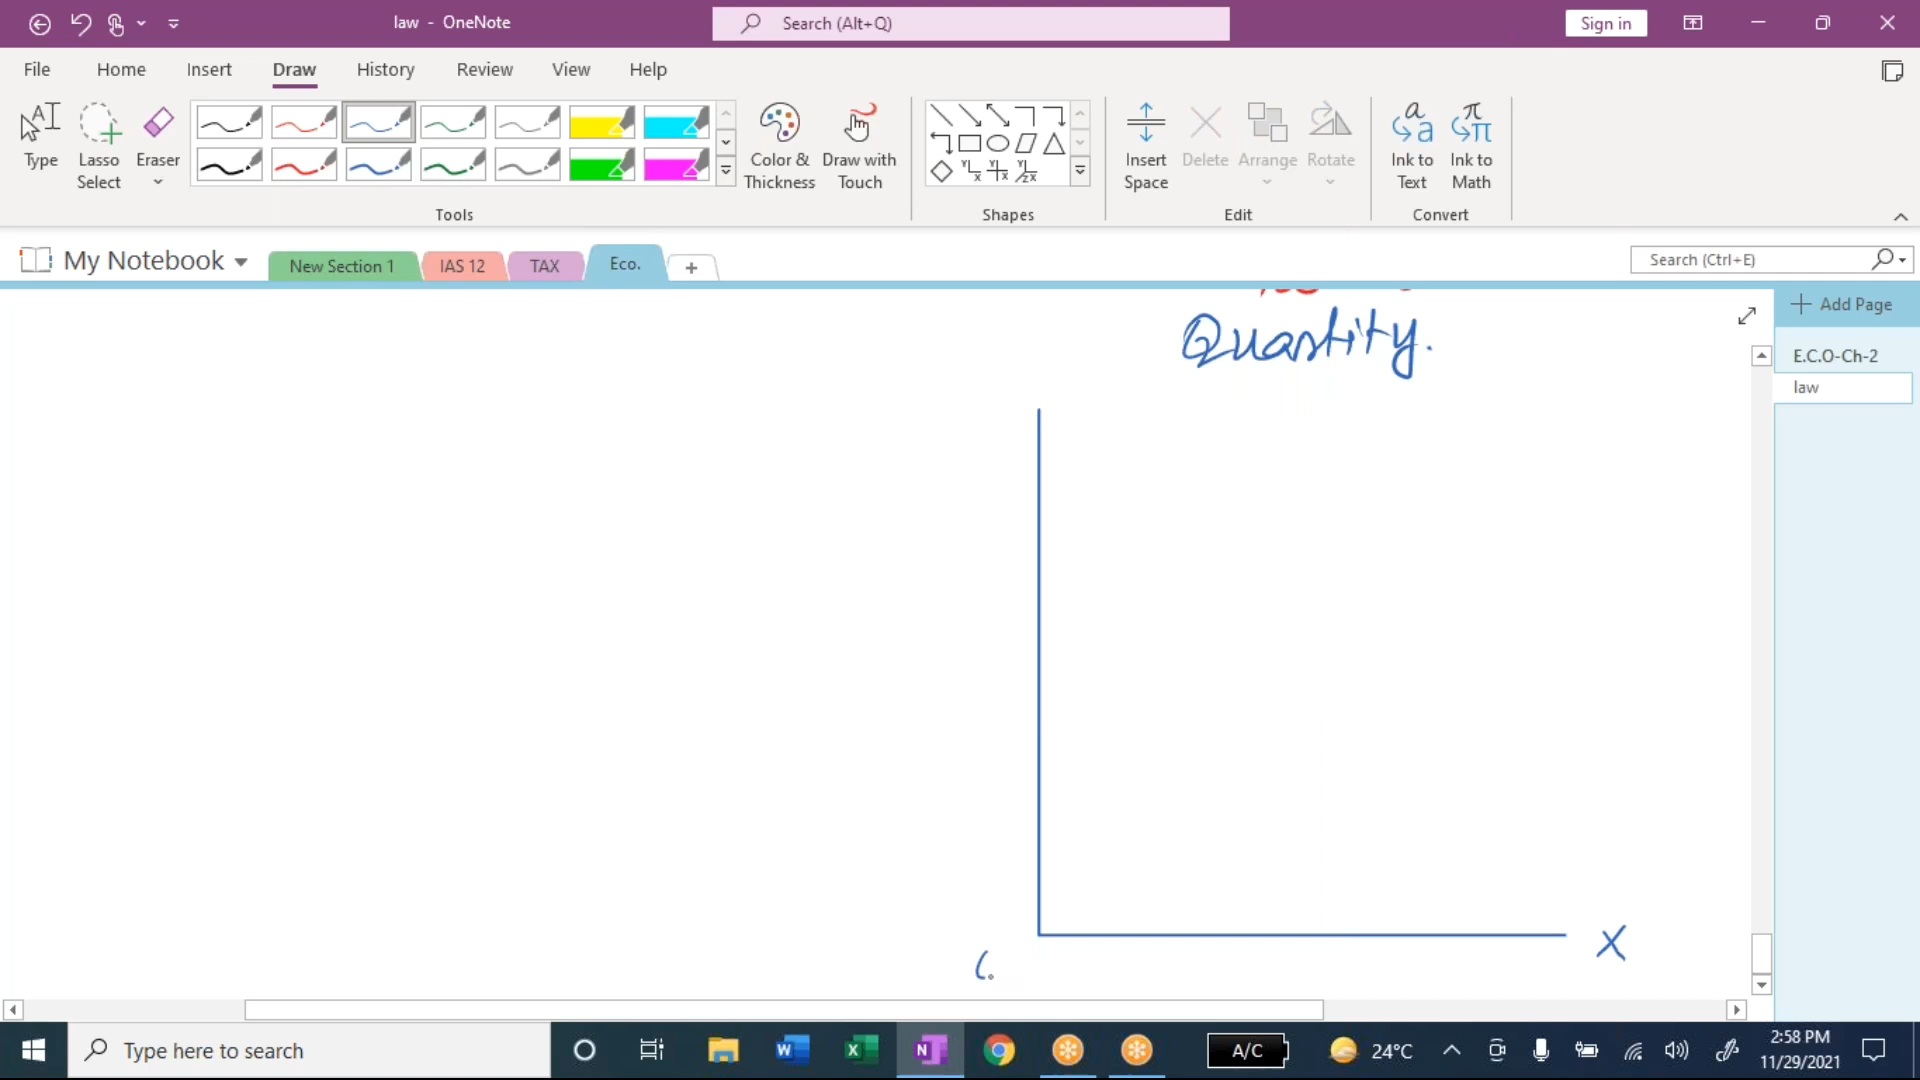 law - OneNote
Search (Alt+Q)
Sign in
File Home Insert Draw History Review View Help
Type
Lasso Select
Eraser
Color & Thickness
Draw with Touch
Insert Space
Delete
Arrange
Rotate
Ink to Text
Ink to Math
Tools
Shapes
Edit
Convert
My Notebook
New Section 1
IAS 12
TAX
Eco.
+
Search (Ctrl+E)
Add Page
E.C.O-Ch-2
law
Quantity.
X
Type here to search
A/C
24°C
2:58 PM
11/29/2021